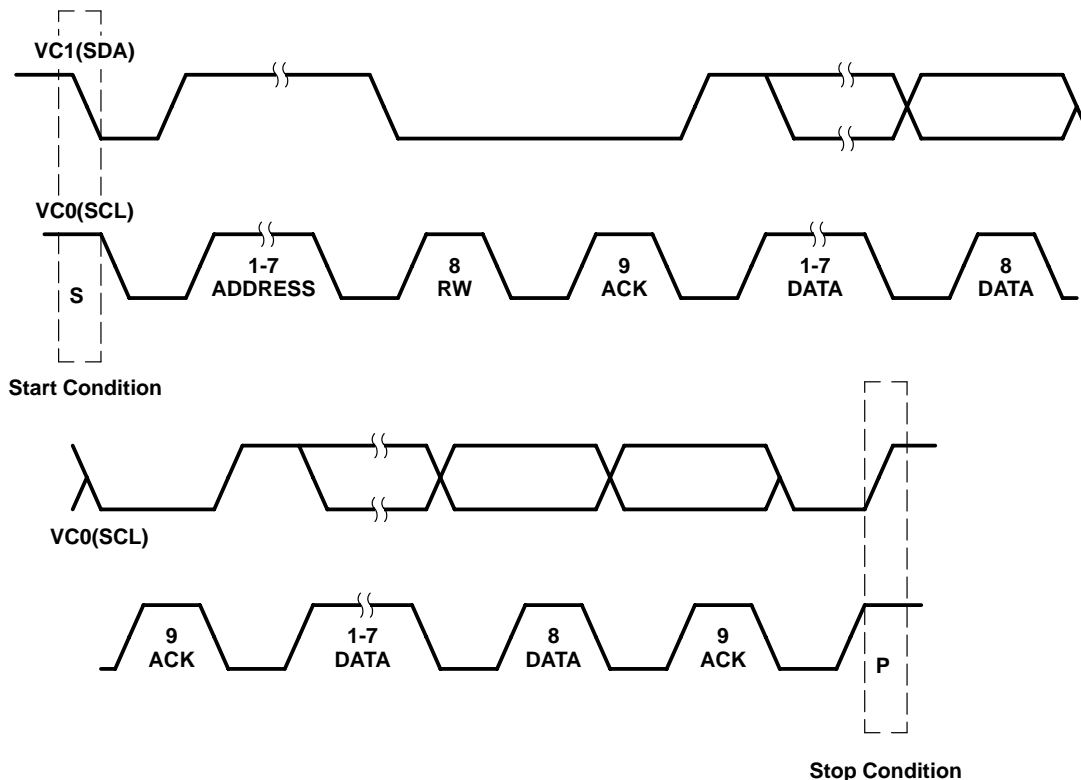 VC1(SDA)
VC0(SCL)
S
1-7
ADDRESS
8
RW
9
ACK
1-7
DATA
8
DATA
Start Condition
VC0(SCL)
9
ACK
1-7
DATA
8
DATA
9
ACK
P
Stop Condition